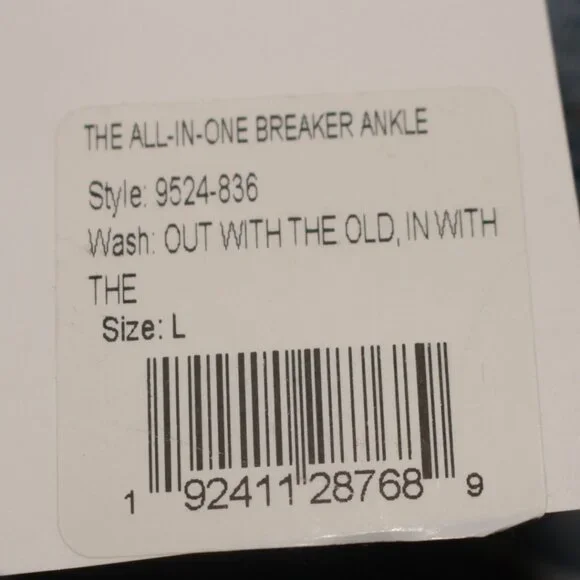 THE ALL-IN-ONE BREAKER ANKLE
Style: 9524-836
Wash: OUT WITH THE OLD, IN WITH
THE
Size: L
1 92411 28768 9